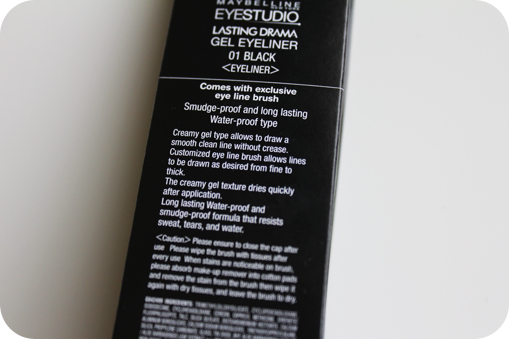 MAYBELLINE
EYESTUDIO
LASTING DRAMA
GEL EYELINER
01 BLACK
<EYELINER>
Comes with exclusive
eye line brush
Smudge-proof and long lasting
Water-proof type
Creamy gel type allows to draw a
smooth clean line without crease.
Customized eye line brush allows lines
to be drawn as desired from fine to
thick.
The creamy gel texture dries quickly
after application.
Long lasting Water-proof and
smudge-proof formula that resists
sweat, tears, and water.
<Caution> Please ensure to close the cap after
use Please wipe the brush with tissues after
every use When stains are noticeable on brush,
please absorb make-up remover into cotton pads
and remove the stain from the brush then wipe it
again with dry tissues, and leave the brush to dry.